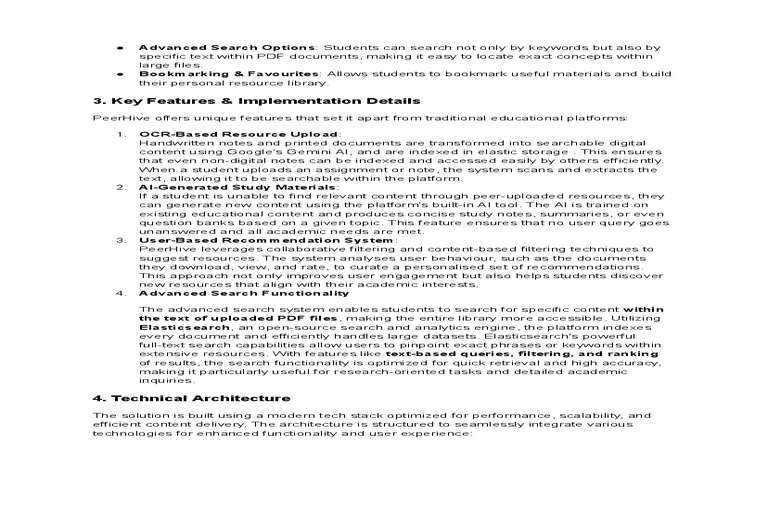 ● Advanced Search Options: Students can search not only by keywords but also by
specific text within PDF documents, making it easy to locate exact concepts within
large files.
● Bookmarking & Favourites: Allows students to bookmark useful materials and build
their personal resource library.
3. Key Features & Implementation Details
PeerHive offers unique features that set it apart from traditional educational platforms:
1. OCR-Based Resource Upload:
Handwritten notes and printed documents are transformed into searchable digital
content using Google's Gemini AI, and are indexed in elastic storage . This ensures
that even non-digital notes can be indexed and accessed easily by others efficiently.
When a student uploads an assignment or note, the system scans and extracts the
text, allowing it to be searchable within the platform.
2. AI-Generated Study Materials:
If a student is unable to find relevant content through peer-uploaded resources, they
can generate new content using the platform's built-in AI tool. The AI is trained on
existing educational content and produces concise study notes, summaries, or even
question banks based on a given topic. This feature ensures that no user query goes
unanswered and all academic needs are met.
3. User-Based Recommendation System:
PeerHive leverages collaborative filtering and content-based filtering techniques to
suggest resources. The system analyses user behaviour, such as the documents
they download, view, and rate, to curate a personalised set of recommendations.
This approach not only improves user engagement but also helps students discover
new resources that align with their academic interests.
4. Advanced Search Functionality
The advanced search system enables students to search for specific content within
the text of uploaded PDF files, making the entire library more accessible. Utilizing
Elasticsearch, an open-source search and analytics engine, the platform indexes
every document and efficiently handles large datasets. Elasticsearch's powerful
full-text search capabilities allow users to pinpoint exact phrases or keywords within
extensive resources. With features like text-based queries, filtering, and ranking
of results, the search functionality is optimized for quick retrieval and high accuracy,
making it particularly useful for research-oriented tasks and detailed academic
inquiries.
4. Technical Architecture
The solution is built using a modern tech stack optimized for performance, scalability, and
efficient content delivery. The architecture is structured to seamlessly integrate various
technologies for enhanced functionality and user experience: